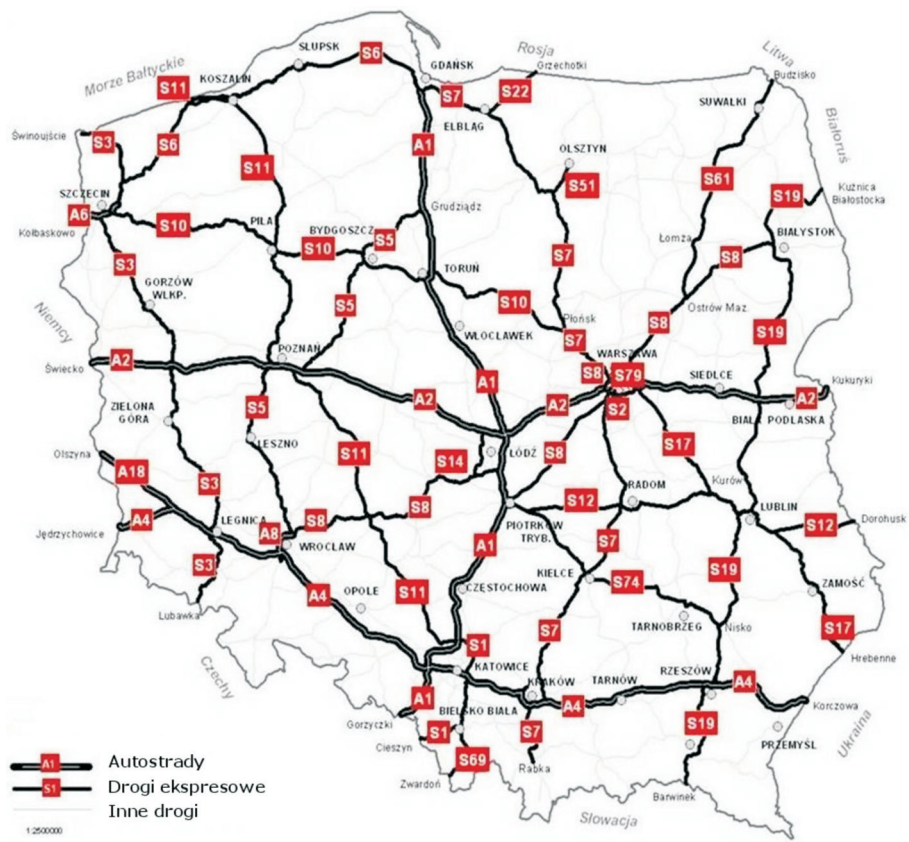 Morze Bałtyckie
Rosja
Litwa
Białoruś
Ukraina
Słowacja
Czechy
Niemcy
SŁUPSK
S6
GDAŃSK
Grzechotki
Budzisko
S11
KOSZALIN
S7
S22
SUWAŁKI
ELBLĄG
Świnoujście
S3
S6
A1
OLSZTYN
S11
S51
S61
S19
Kuźnica
Białostocka
SZCZECIN
A6
Kołbaskowo
S10
PIŁA
BYDGOSZCZ
S5
Grudziądz
Łomża
BIAŁYSTOK
S10
S7
S8
S3
TORUŃ
GORZÓW
WLKP.
S5
S10
Ostrów Maz.
Płońsk
S8
S19
WŁOCŁAWEK
S7
POZNAŃ
WARSZAWA
Świecko
A2
S8
S79
SIEDLCE
Kukuryki
A1
A2
A2
S2
A2
ZIELONA
GÓRA
S5
BIAŁA PODLASKA
LESZNO
S17
Olszyna
S11
S14
ŁÓDŹ
S8
A18
S3
Kurów
RADOM
S12
S8
LUBLIN
A4
LEGNICA
A8
S8
PIOTRKÓW
TRYB.
S12
Dorohusk
Jędrzychowice
WROCŁAW
A1
S7
S3
S19
KIELCE
S74
OPOLE
A4
S11
CZĘSTOCHOWA
ZAMOŚĆ
Lubawka
TARNOBRZEG
Nisko
S17
S7
S1
Hrebenne
KATOWICE
RZESZÓW
KRAKÓW
TARNÓW
A4
A1
A4
Korczowa
BIELSKO BIAŁA
Gorzyczki
S1
S7
S19
Cieszyn
PRZEMYŚL
S69
Rabka
Zwardoń
Barwinek
A1
Autostrady
S1
Drogi ekspresowe
Inne drogi
1:2500000